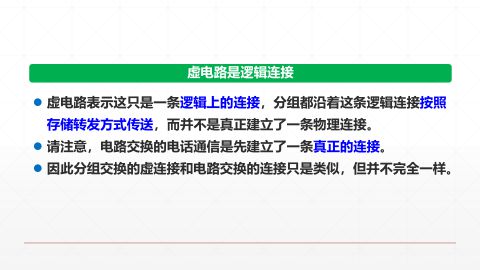 虚电路是逻辑连接
虚电路表示这只是一条逻辑上的连接，分组都沿着这条逻辑连接按照
存储转发方式传送，而并不是真正建立了一条物理连接。
请注意，电路交换的电话通信是先建立了一条真正的连接。
因此分组交换的虚连接和电路交换的连接只是类似，但并不完全一样。